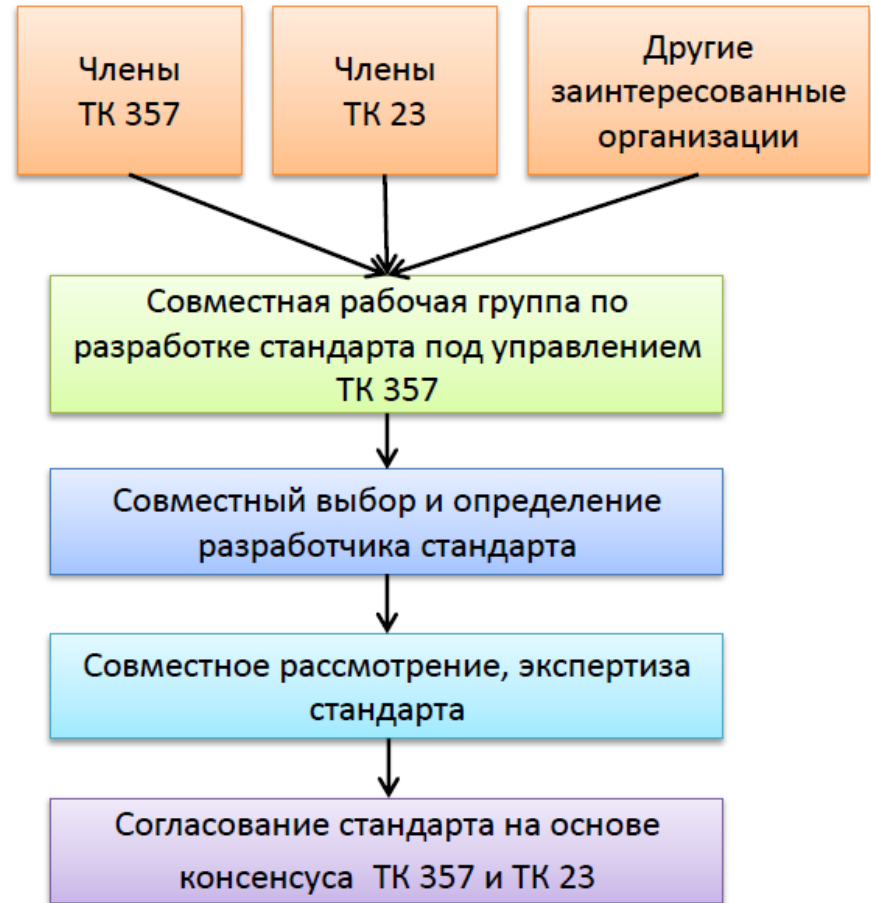 Члены
ТК 357
Члены
ТК 23
Другие
заинтересованные
организации
Совместная рабочая группа по
разработке стандарта под управлением
ТК 357
Совместный выбор и определение
разработчика стандарта
Совместное рассмотрение, экспертиза
стандарта
Согласование стандарта на основе
консенсуса ТК 357 и ТК 23